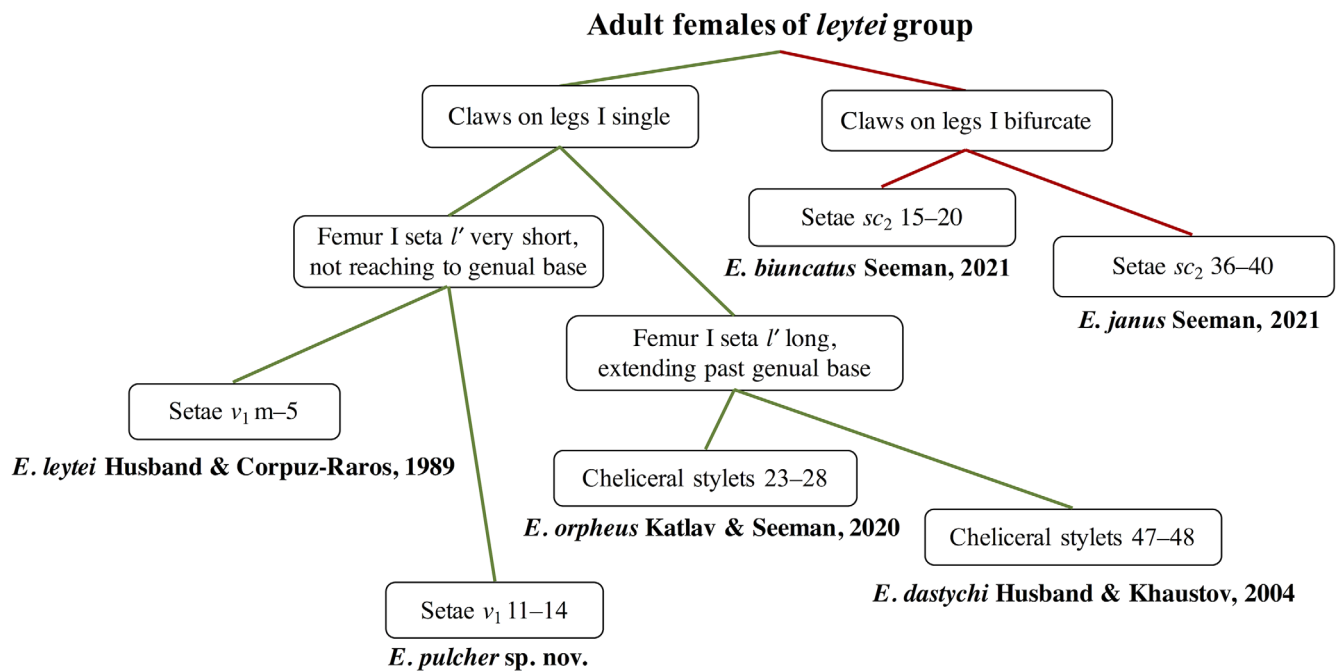 Adult females of leytei group
Claws on legs I single
Claws on legs I bifurcate
Setae sc2 15–20
E. biuncatus Seeman, 2021
Setae sc2 36–40
E. janus Seeman, 2021
Femur I seta l′ very short,
not reaching to genual base
Femur I seta l′ long,
extending past genual base
Setae v1 m–5
E. leytei Husband & Corpuz-Raros, 1989
Cheliceral stylets 23–28
E. orpheus Katlav & Seeman, 2020
Cheliceral stylets 47–48
E. dastychi Husband & Khaustov, 2004
Setae v1 11–14
E. pulcher sp. nov.